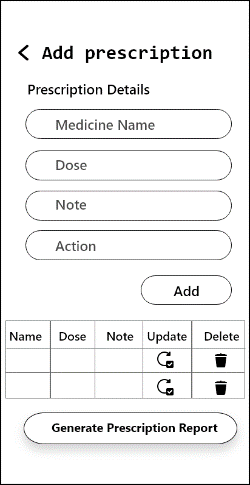 Add prescription
Prescription Details
Medicine Name
Dose
Note
Action
Add
Name Dose Note Update Delete
Generate Prescription Report